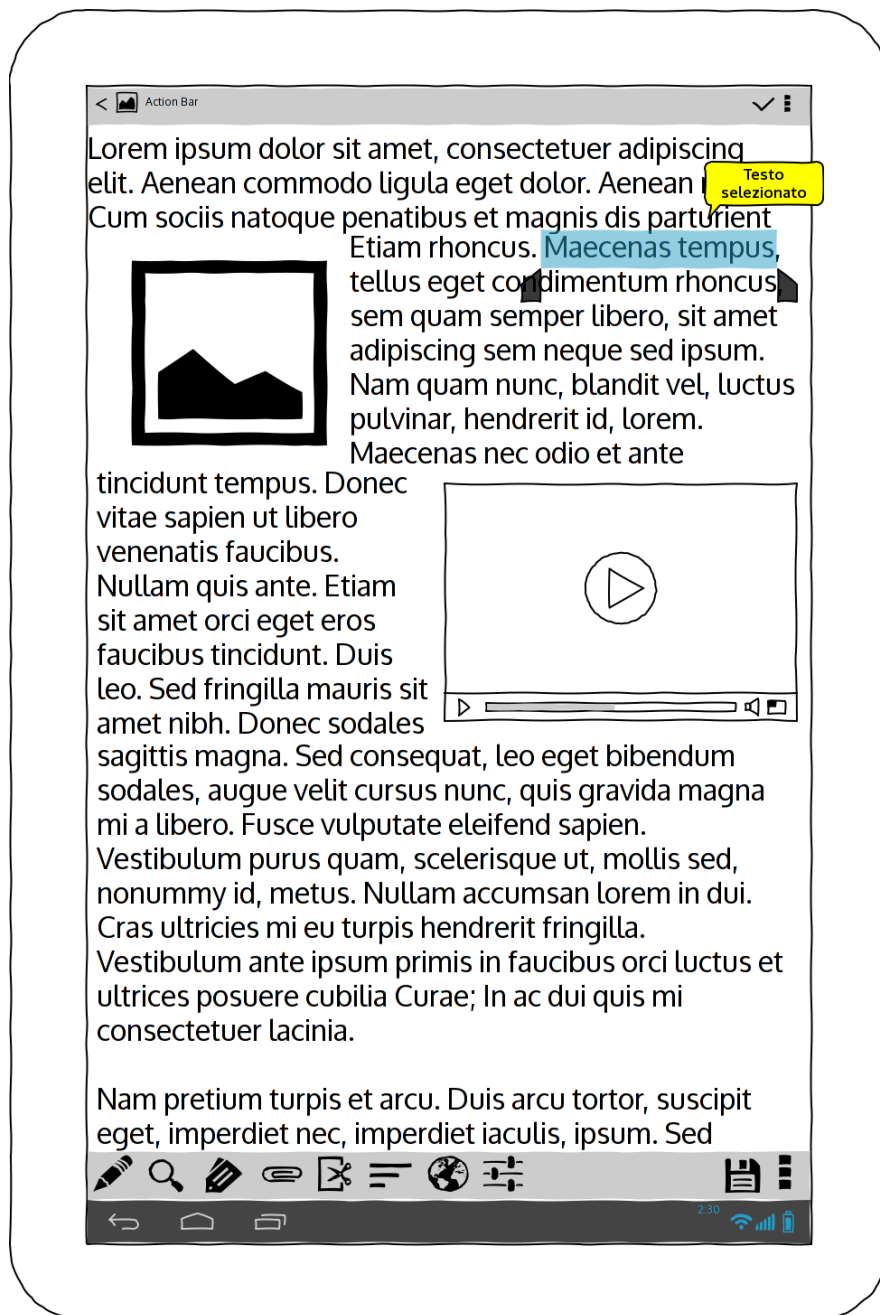 Action Bar
Lorem ipsum dolor sit amet, consectetuer adipiscing
elit. Aenean commodo ligula eget dolor. Aenean
Testo
selezionato
Cum sociis natoque penatibus et magnis dis parturient
Etiam rhoncus. Maecenas tempus,
tellus eget condimentum rhoncus,
sem quam semper libero, sit amet
adipiscing sem neque sed ipsum.
Nam quam nunc, blandit vel, luctus
pulvinar, hendrerit id, lorem.
Maecenas nec odio et ante
tincidunt tempus. Donec
vitae sapien ut libero
venenatis faucibus.
Nullam quis ante. Etiam
sit amet orci eget eros
faucibus tincidunt. Duis
leo. Sed fringilla mauris sit
amet nibh. Donec sodales
sagittis magna. Sed consequat, leo eget bibendum
sodales, augue velit cursus nunc, quis gravida magna
mi a libero. Fusce vulputate eleifend sapien.
Vestibulum purus quam, scelerisque ut, mollis sed,
nonummy id, metus. Nullam accumsan lorem in dui.
Cras ultricies mi eu turpis hendrerit fringilla.
Vestibulum ante ipsum primis in faucibus orci luctus et
ultrices posuere cubilia Curae; In ac dui quis mi
consectetuer lacinia.
Nam pretium turpis et arcu. Duis arcu tortor, suscipit
eget, imperdiet nec, imperdiet iaculis, ipsum. Sed
2:30